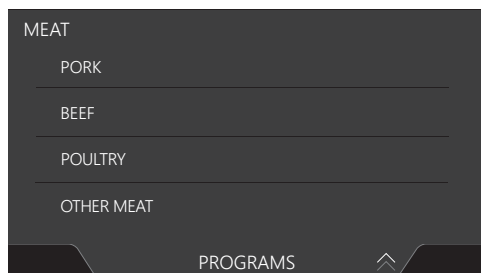 MEAT
PORK
BEEF
POULTRY
OTHER MEAT
PROGRAMS